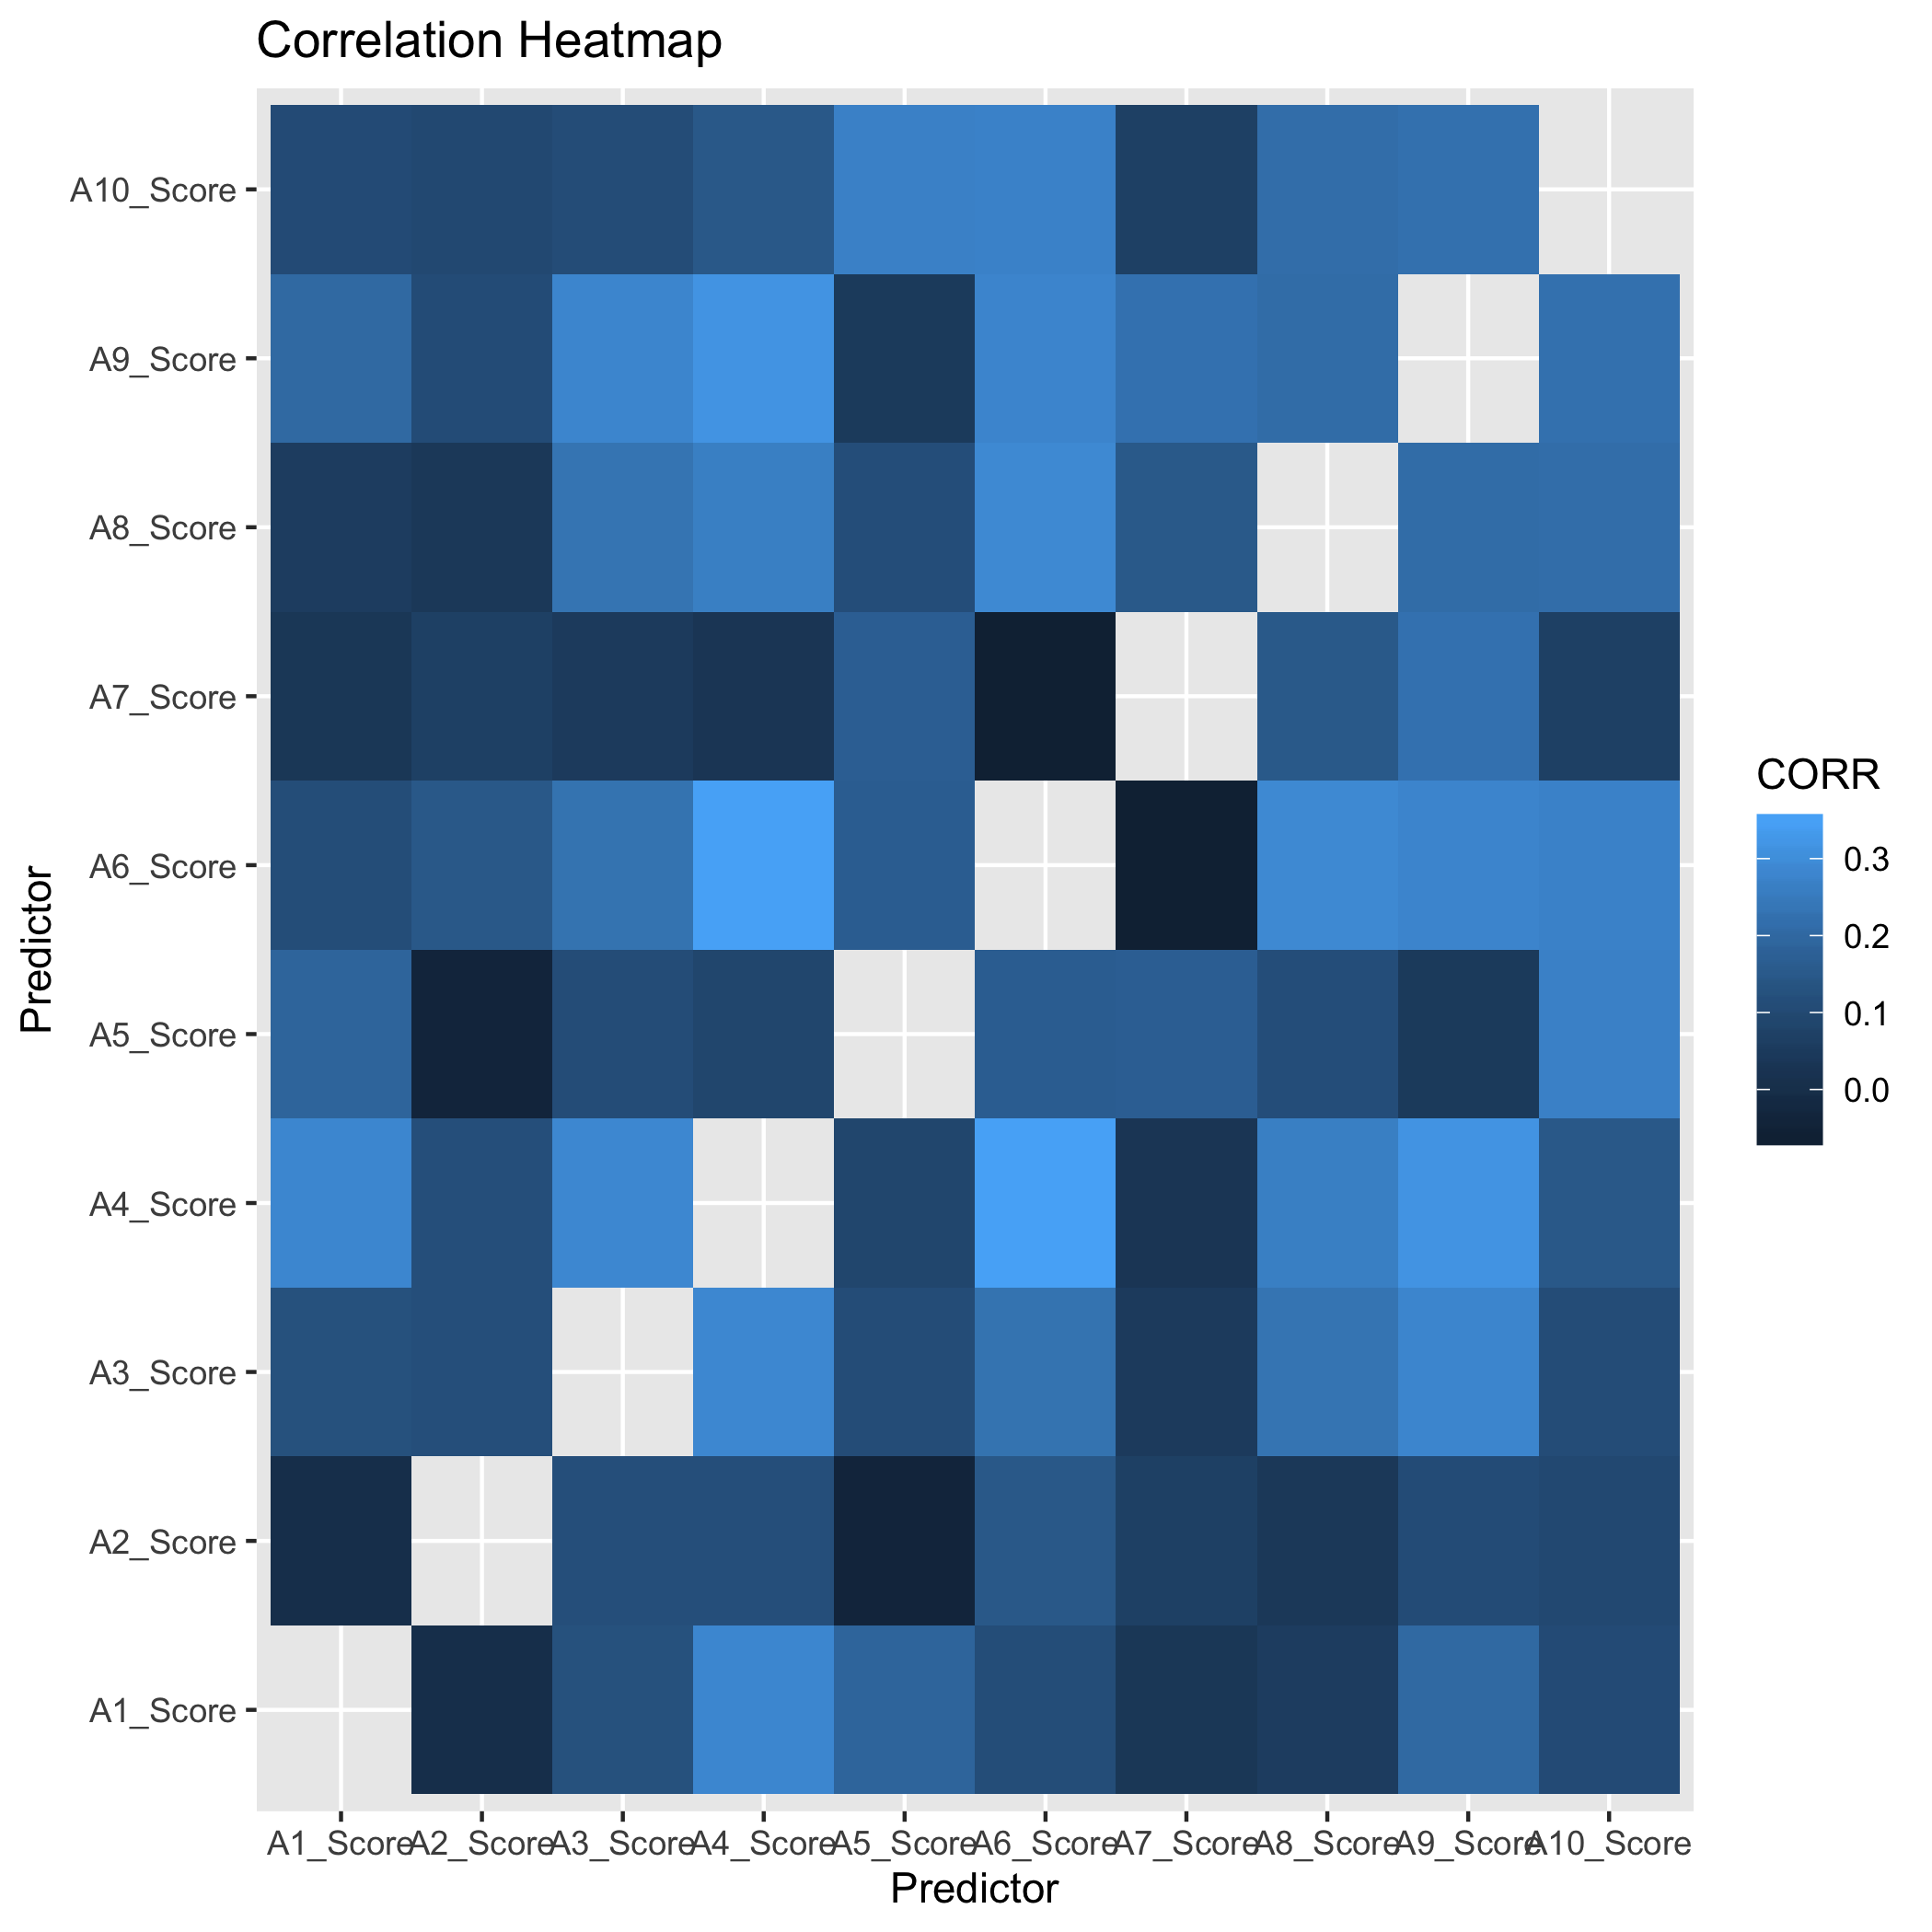 Correlation Heatmap
A10_Score
A9_Score
A8_Score
A7_Score
A6_Score
A5_Score
A4_Score
A3_Score
A2_Score
A1_Score
Predictor
A1_Score A2_Score A3_Score A4_Score A5_Score A6_Score A7_Score A8_Score A9_Score A10_Score
Predictor
CORR
0.3
0.2
0.1
0.0